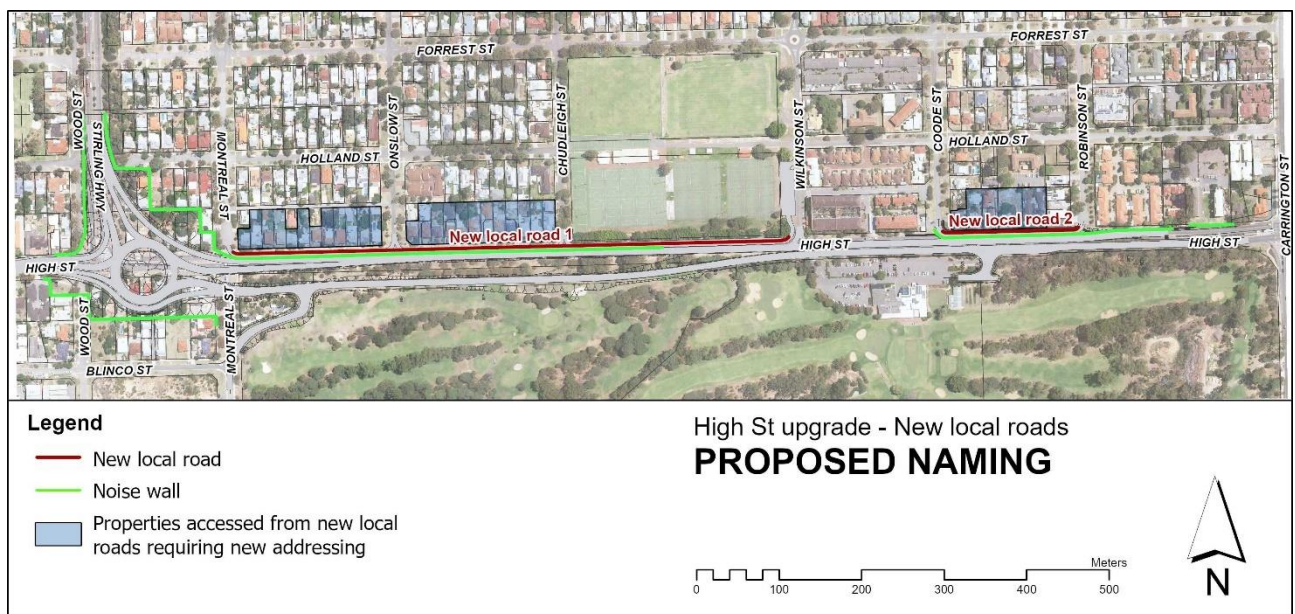 FORREST ST
FORREST ST
WOOD ST
STIRLING HWY
MONTREAL ST
ONSLOW ST
CHUDLEIGH ST
WILKINSON ST
COODE ST
ROBINSON ST
CARRINGTON ST
HOLLAND ST
HOLLAND ST
New local road 1
New local road 2
HIGH ST
HIGH ST
HIGH ST
WOOD ST
MONTREAL ST
BLINCO ST
Legend
New local road
Noise wall
Properties accessed from new local
roads requiring new addressing
High St upgrade - New local roads
PROPOSED NAMING
Meters
0 100 200 300 400 500
N